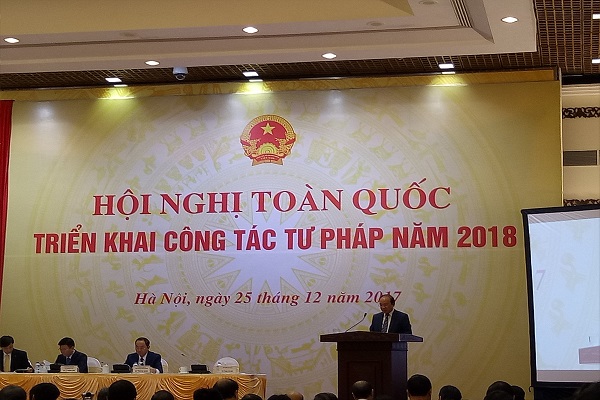 HỘI NGHỊ TOÀN QUỐC
TRIỂN KHAI CÔNG TÁC TƯ PHÁP NĂM 2018
Hà Nội, ngày 25 tháng 12 năm 2017